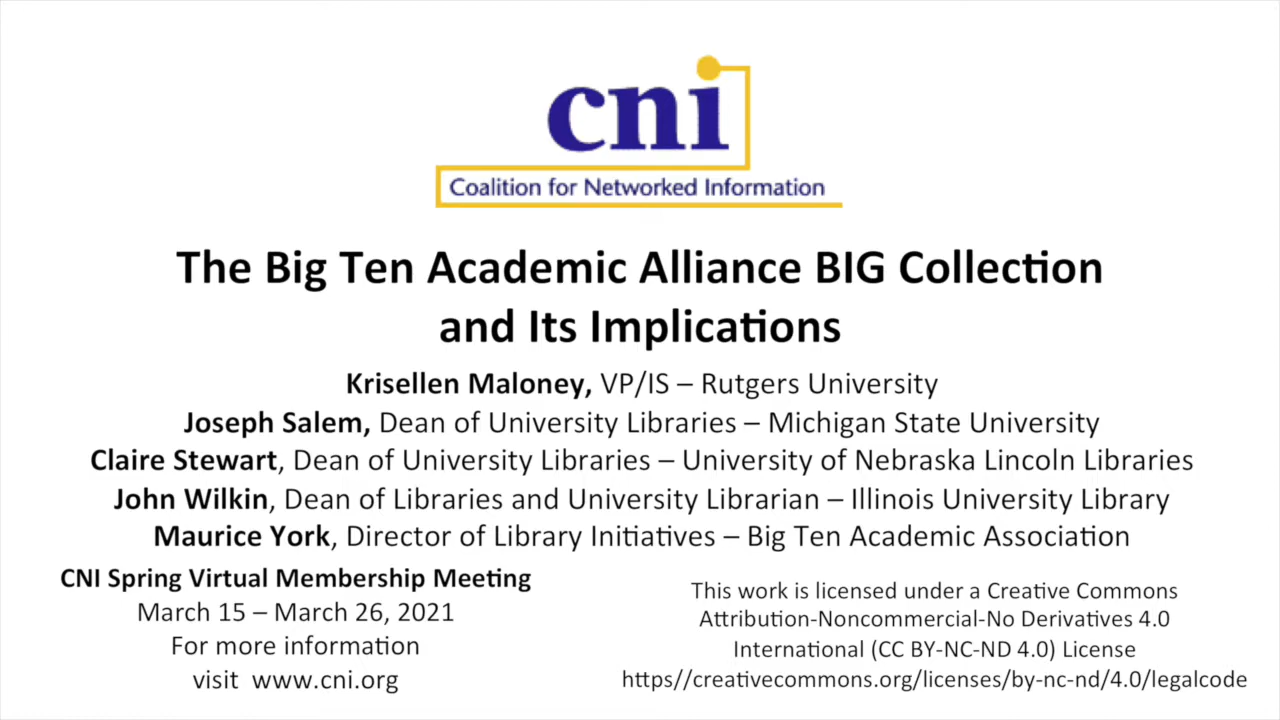 cni
Coalition for Networked Information
The Big Ten Academic Alliance BIG Collection
and Its Implications
Krisellen Maloney, VP/IS – Rutgers University
Joseph Salem, Dean of University Libraries – Michigan State University
Claire Stewart, Dean of University Libraries – University of Nebraska Lincoln Libraries
John Wilkin, Dean of Libraries and University Librarian – Illinois University Library
Maurice York, Director of Library Initiatives – Big Ten Academic Association
CNI Spring Virtual Membership Meeting
March 15 – March 26, 2021
For more information
visit www.cni.org
This work is licensed under a Creative Commons
Attribution-Noncommercial-No Derivatives 4.0
International (CC BY-NC-ND 4.0) License
https//creativecommons.org/licenses/by-nc-nd/4.0/legalcode